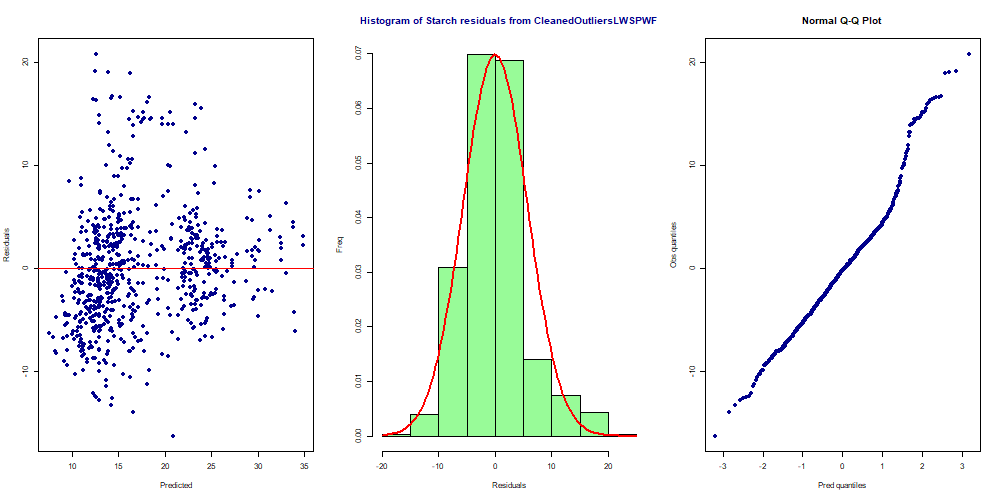 Histogram of Starch residuals from CleanedOutliersLWSPWF
Normal Q-Q Plot
Residuals
20
10
0
-10
10 15 20 25 30 35
Predicted
Freq
0.07
0.06
0.05
0.04
0.03
0.02
0.01
0.00
-20 -10 0 10 20
Residuals
Obs quantiles
20
10
0
-10
-3 -2 -1 0 1 2 3
Pred quantiles